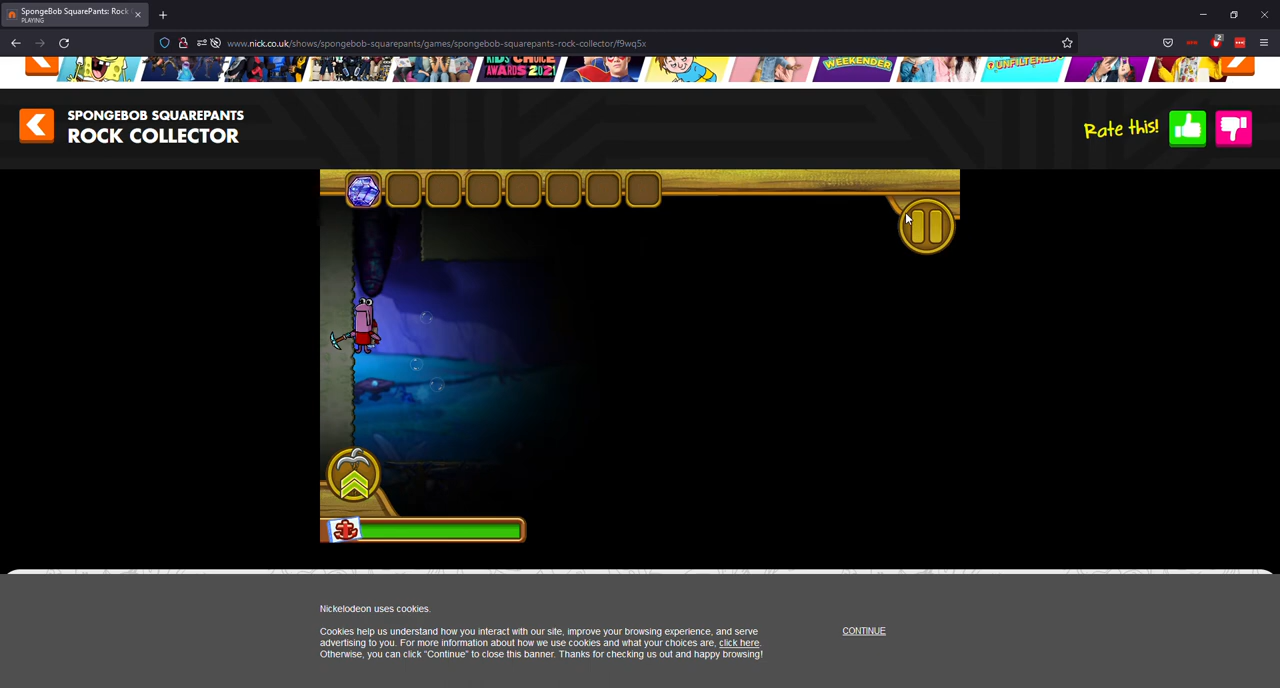 SpongeBob SquarePants: Rock
PLAYING
www.nick.co.uk/shows/spongebob-squarepants/games/spongebob-squarepants-rock-collector/f9wq5x
2
KIDS CHOICE
AWARDS 2021
WEEKENDER
UNFILTERED
SPONGEBOB SQUAREPANTS
ROCK COLLECTOR
Rate this!
Nickelodeon uses cookies.
Cookies help us understand how you interact with our site, improve your browsing experience, and serve
advertising to you. For more information about how we use cookies and what your choices are, click here.
Otherwise, you can click “Continue” to close this banner. Thanks for checking us out and happy browsing!
CONTINUE